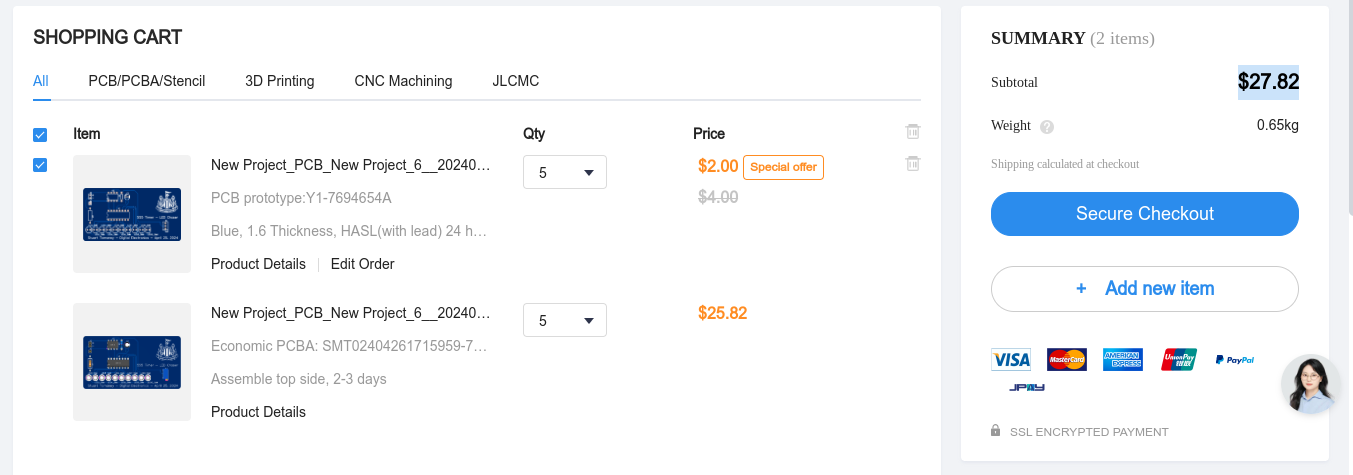 SHOPPING CART
All PCB/PCBA/Stencil 3D Printing CNC Machining JLCMC
Item Qty Price
New Project_PCB_New Project_6__20240... 5 $2.00 Special offer
PCB prototype:Y1-7694654A $4.00
Blue, 1.6 Thickness, HASL(with lead) 24 h...
Product Details Edit Order
New Project_PCB_New Project_6__20240... 5 $25.82
Economic PCBA: SMT02404261715959-7...
Assemble top side, 2-3 days
Product Details
SUMMARY (2 items)
Subtotal $27.82
Weight ? 0.65kg
Shipping calculated at checkout
Secure Checkout
+ Add new item
VISA MasterCard AMERICAN EXPRESS UnionPay 银联 PayPal
JPAY
SSL ENCRYPTED PAYMENT